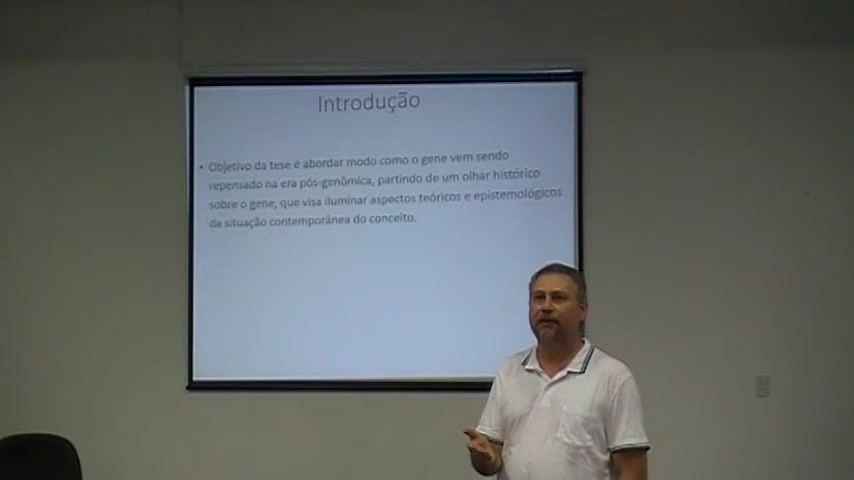 Introdução
• Objetivo da tese é abordar modo como o gene vem sendo
repensado na era pós-genômica, partindo de um olhar histórico
sobre o gene, que visa iluminar aspectos teóricos e epistemológicos
da situação contemporânea do conceito.